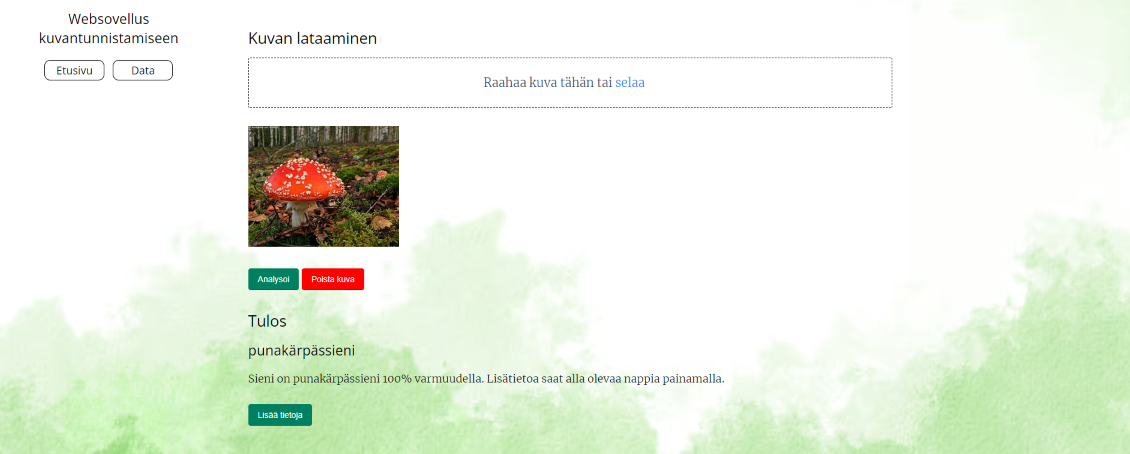 Websovellus
kuvantunnistamiseen
Etusivu
Data
Kuvan lataaminen
Raahaa kuva tähän tai selaa
Analysoi
Poista kuva
Tulos
punakärpässieni
Sieni on punakärpässieni 100% varmuudella. Lisätietoa saat alla olevaa nappia painamalla.
Lisää tietoja